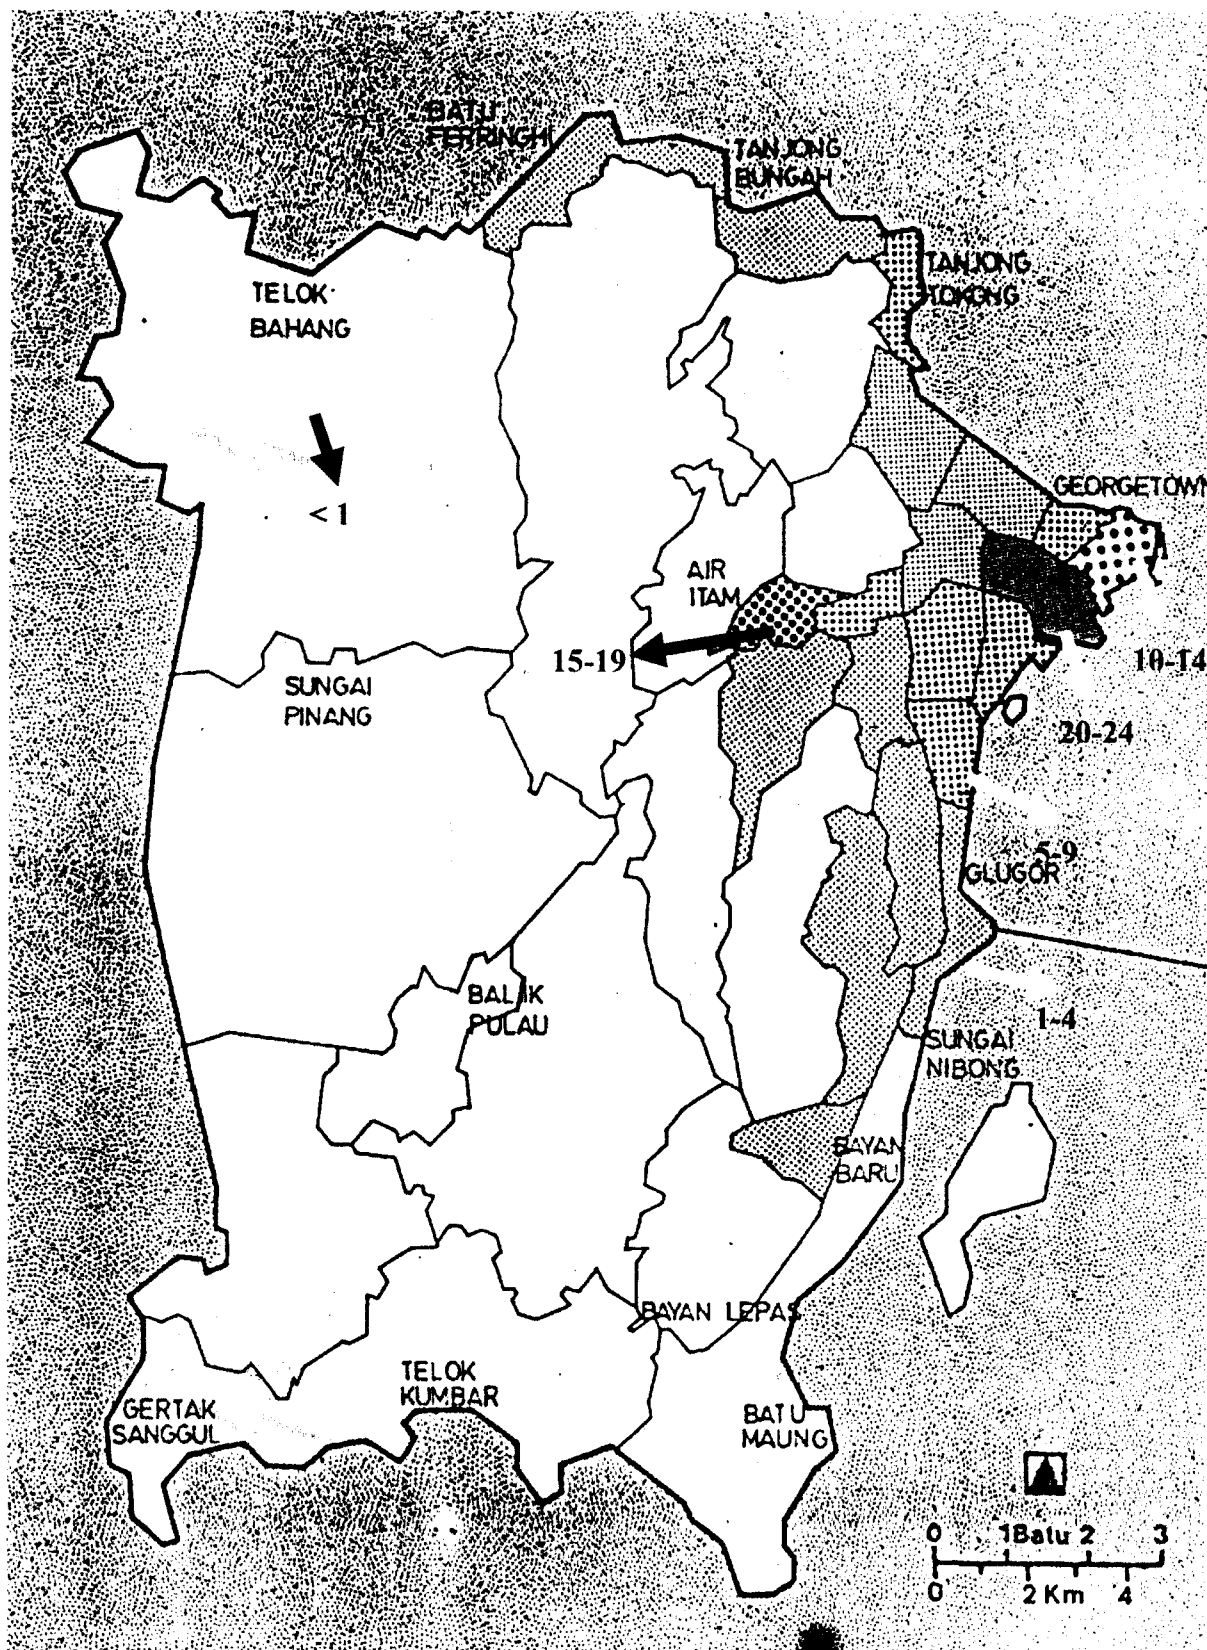 BATU
FERRINGHI
TANJONG
BUNGAH
TANJONG
TOKONG
TELOK
BAHANG
< 1
GEORGETOWN
AIR
ITAM
15-19
10-14
SUNGAI
PINANG
20-24
5-9
GLUGOR
BALIK
PULAU
1-4
SUNGAI
NIBONG
BAYAN
BARU
BAYAN LEPAS
TELOK
KUMBAR
GERTAK
SANGGUL
BATU
MAUNG
0 1Batu 2 3
0 2 Km 4